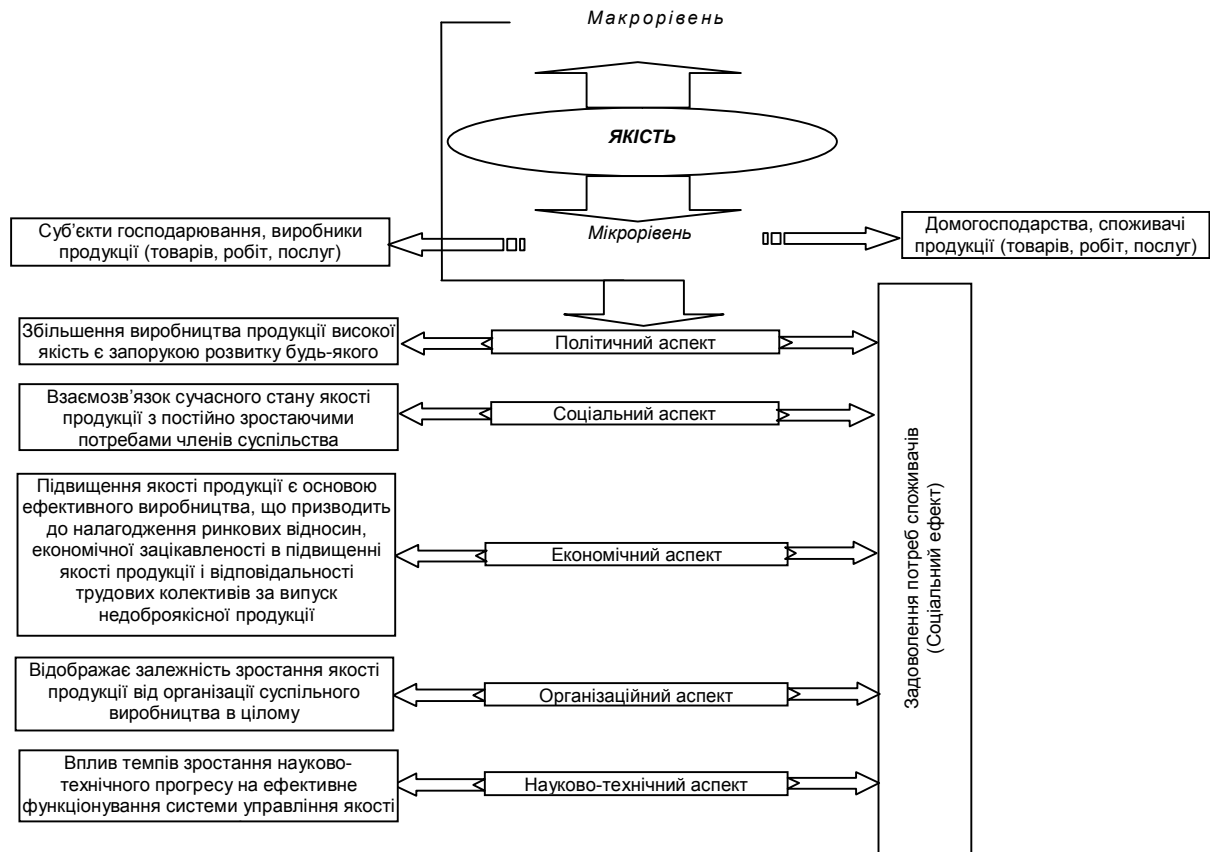 Макрорівень
ЯКІСТЬ
Мікрорівень
Суб’єкти господарювання, виробники
продукції (товарів, робіт, послуг)
Домогосподарства, споживачі
продукції (товарів, робіт, послуг)
Збільшення виробництва продукції високої
якість є запорукою розвитку будь-якого
Політичний аспект
Взаємозв’язок сучасного стану якості
продукції з постійно зростаючими
потребами членів суспільства
Соціальний аспект
Підвищення якості продукції є основою
ефективного виробництва, що призводить
до налагодження ринкових відносин,
економічної зацікавленості в підвищенні
якості продукції і відповідальності
трудових колективів за випуск
недоброякісної продукції
Економічний аспект
Відображає залежність зростання якості
продукції від організації суспільного
виробництва в цілому
Організаційний аспект
Вплив темпів зростання науково-
технічного прогресу на ефективне
функціонування системи управління якості
Науково-технічний аспект
Задоволення потреб споживачів
(Соціальний ефект)